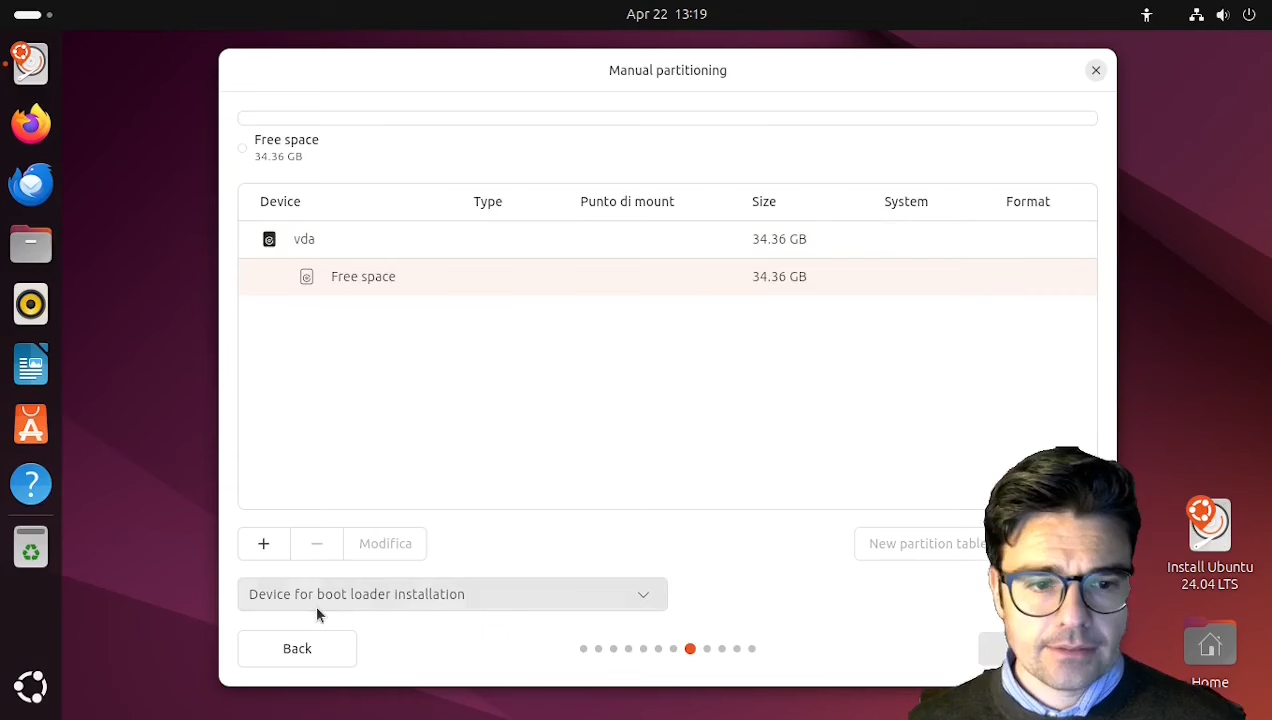 Apr 22 13:19
Manual partitioning
Free space
34.36 GB
Device Type Punto di mount Size System Format
vda 34.36 GB
Free space 34.36 GB
+ − Modifica
New partition table
Device for boot loader installation
Back
Install Ubuntu
24.04 LTS
Home